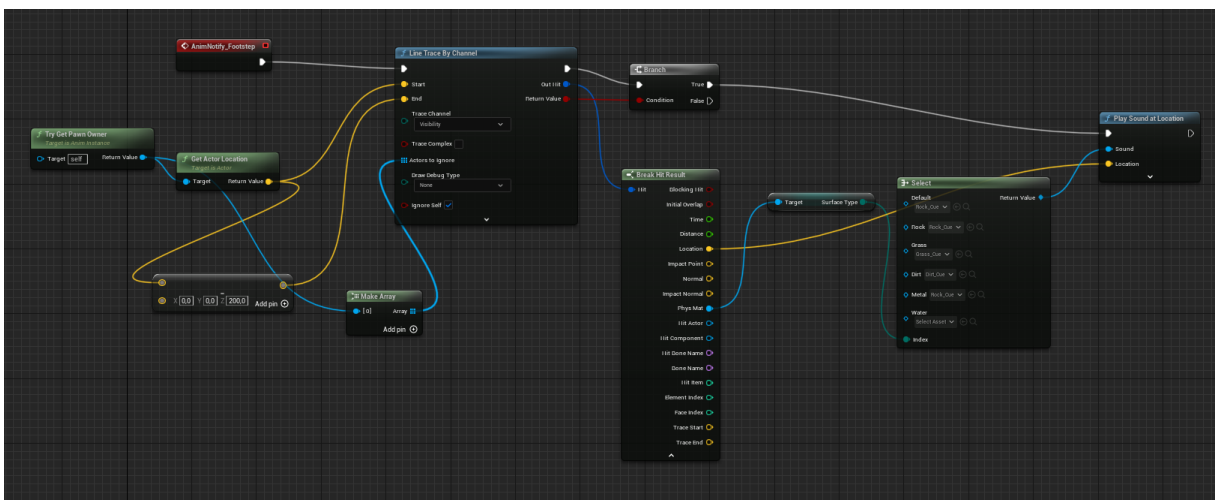 AnimNotify_Footstep
Line Trace By Channel
Start
End
Trace Channel
Visibility
Trace Complex
Actors to Ignore
Draw Debug Type
None
Ignore Self
Out Hit
Return Value
Branch
Condition
True
False
Play Sound at Location
Sound
Location
Try Get Pawn Owner
Target is Anim Instance
Target self
Return Value
Get Actor Location
Target is Actor
Target
Return Value
X 0,0 Y 0,0 Z 200,0 Add pin
Make Array
[0]
Array
Add pin
Break Hit Result
Hit
Blocking Hit
Initial Overlap
Time
Distance
Location
Impact Point
Normal
Impact Normal
Phys Mat
Hit Actor
Hit Component
Hit Bone Name
Bone Name
Hit Item
Element Index
Face Index
Trace Start
Trace End
Target
Surface Type
Select
Default
Rock_Cue
Rock Rock_Cue
Grass
Grass_Cue
Dirt Dirt_Cue
Metal Rock_Cue
Water
Select Asset
Index
Return Value